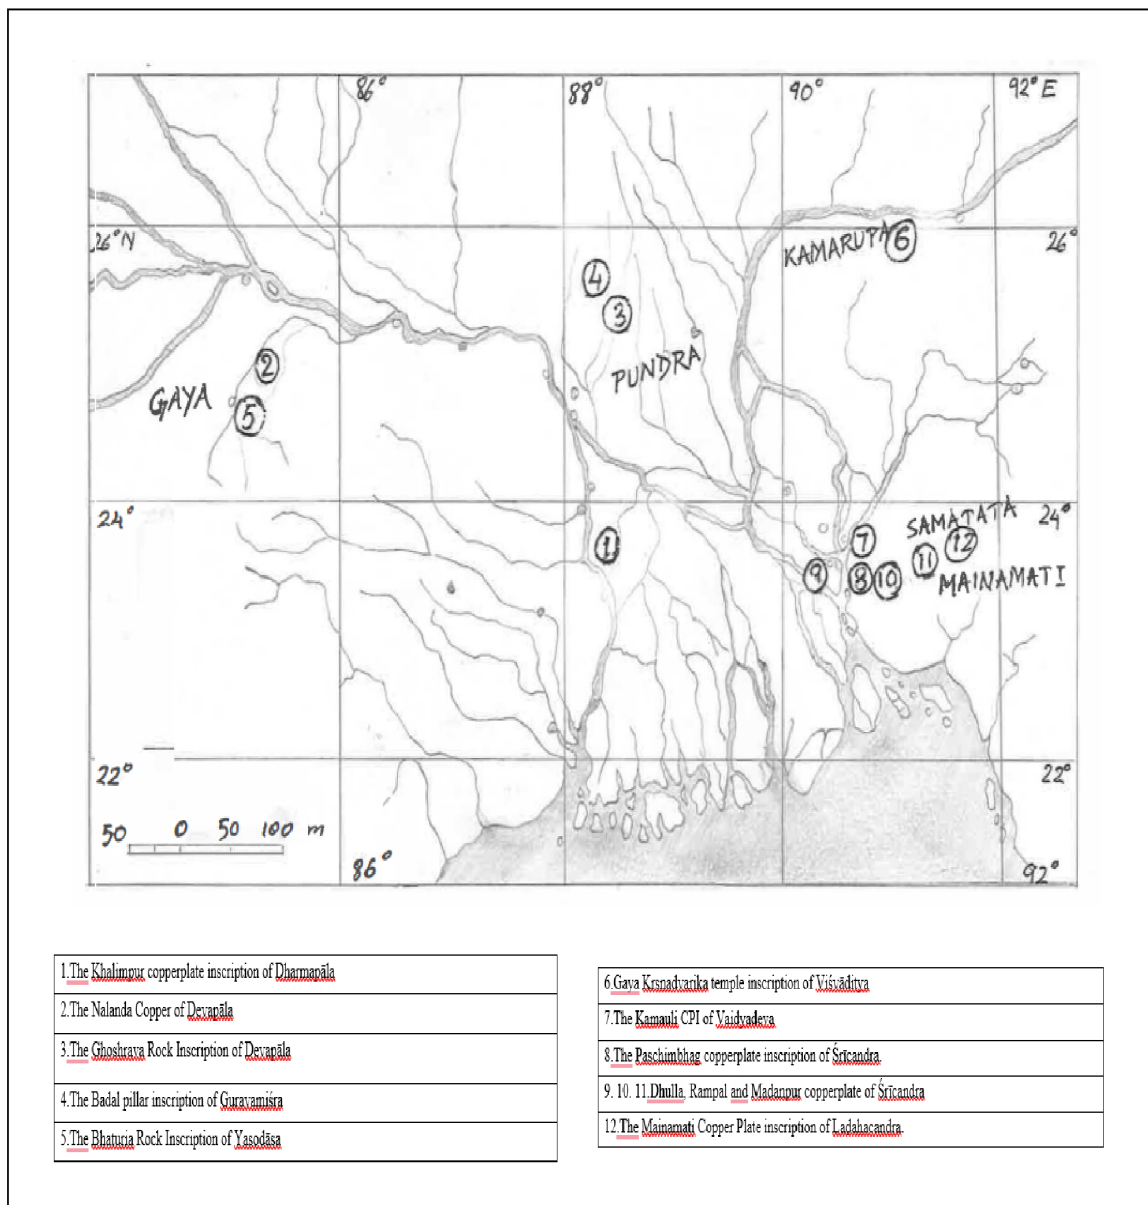 86°
88°
90°
92°E
26°N
KAMARUPA
6
26°
4
3
2
PUNDRA
GAYA
5
24°
SAMATATA
24°
1
7
12
11
9
8
10
MAINAMATI
22°
22°
50 0 50 100 m
86°
92°
1.The Khalimpur copperplate inscription of Dharmapāla
2.The Nalanda Copper of Devapāla
3.The Ghoshrava Rock Inscription of Devapāla
4.The Badal pillar inscription of Guravamiśra
5.The Bhaturia Rock Inscription of Yasodāsa
6.Gaya Krsnadvarika temple inscription of Viśvāditya
7.The Kamauli CPI of Vaidyadeva
8.The Paschimbhag copperplate inscription of Śrīcandra.
9. 10. 11.Dhulla, Rampal and Madanpur copperplate of Śrīcandra
12.The Mainamati Copper Plate inscription of Ladahacandra.